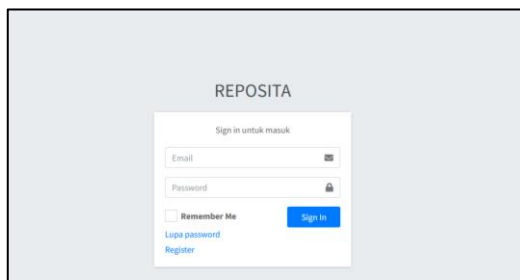 REPOSITA
Sign in untuk masuk
Email
Password
Remember Me
Sign In
Lupa password
Register